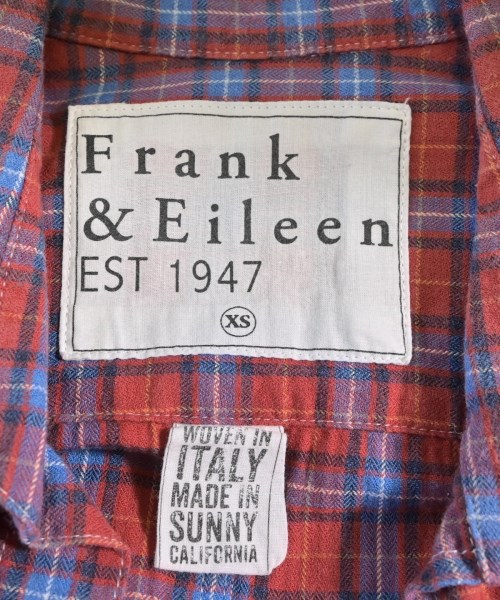 Frank
& Eileen
EST 1947
XS
WOVEN IN
ITALY
MADE IN
SUNNY
CALIFORNIA